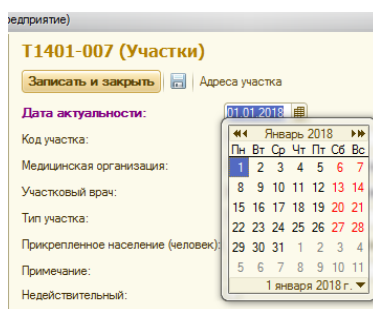 редприятие)
T1401-007 (Участки)
Записать и закрыть Адреса участка
Дата актуальности: 01.01.2018
Код участка:
Медицинская организация:
Участковый врач:
Тип участка:
Прикрепленное население (человек):
Примечание:
Недействительный:
Январь 2018
Пн Вт Ср Чт Пт Сб Вс
1 2 3 4 5 6 7
8 9 10 11 12 13 14
15 16 17 18 19 20 21
22 23 24 25 26 27 28
29 30 31 1 2 3 4
5 6 7 8 9 10 11
1 января 2018 г.